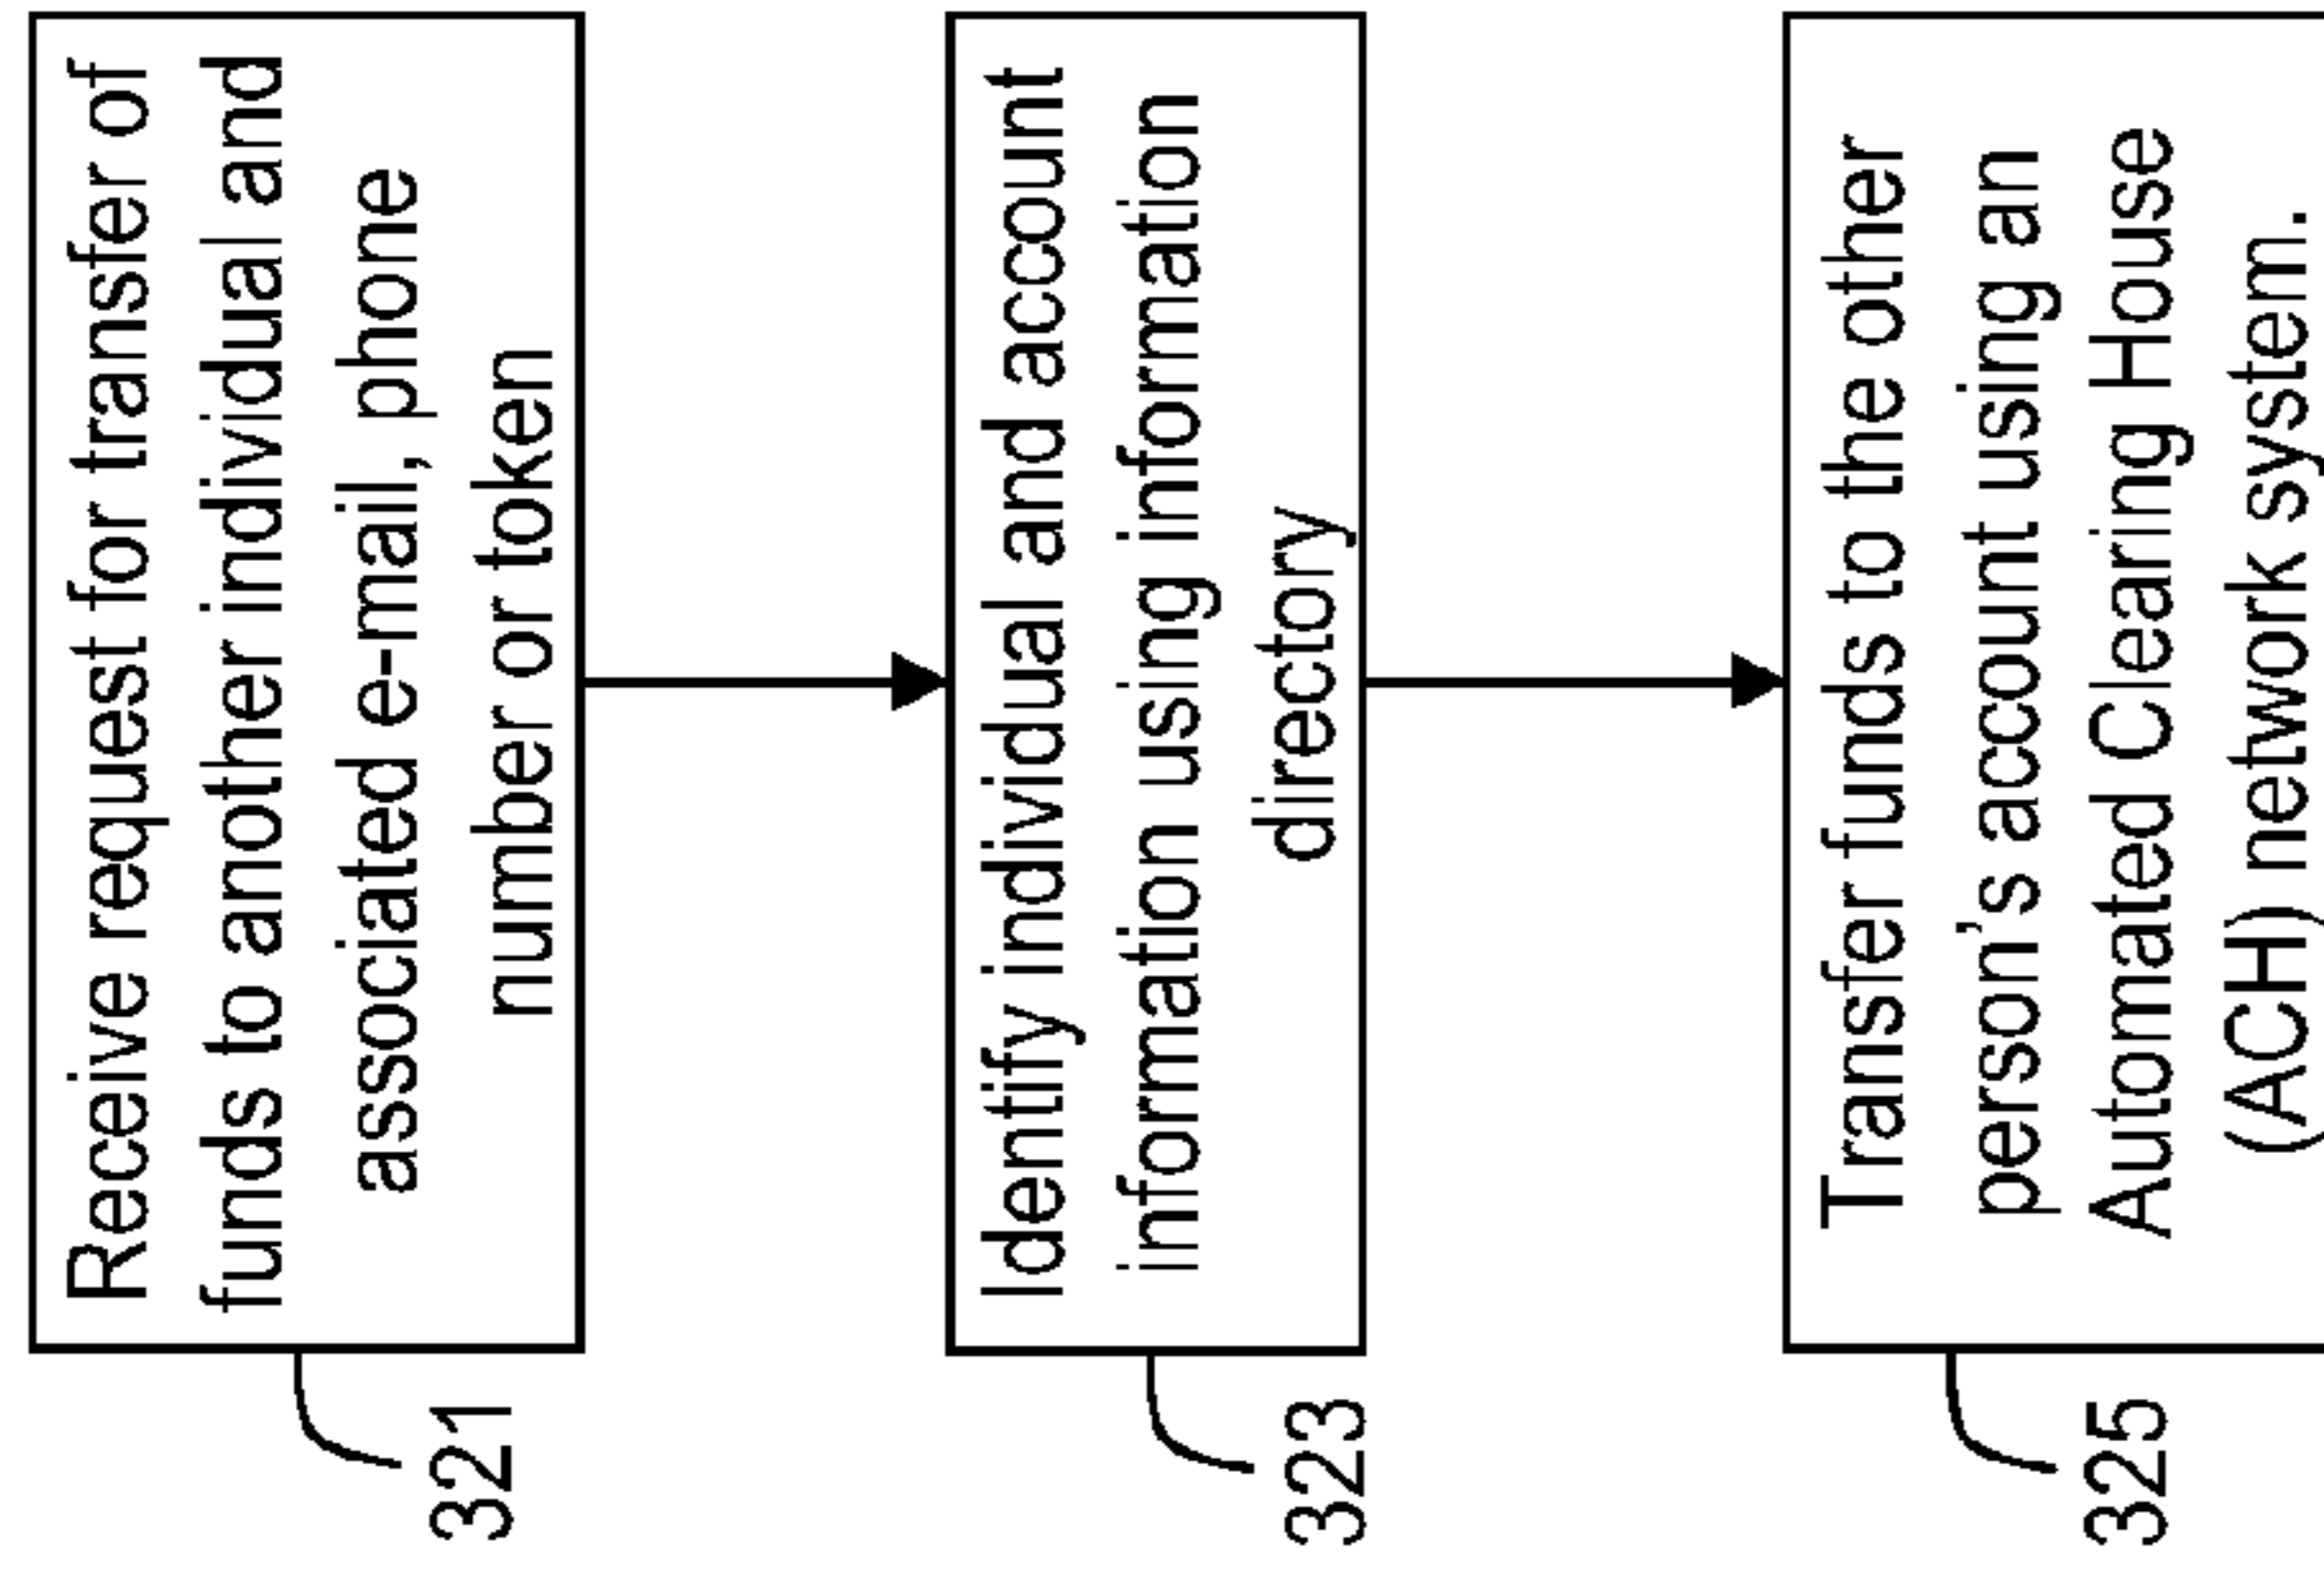 Receive request for transfer of
funds to another individual and
associated e-mail, phone
number or token
321
Identify individual and account
information using information
directory
323
Transfer funds to the other
person's account using an
Automated Clearing House
(ACH) network system.
325